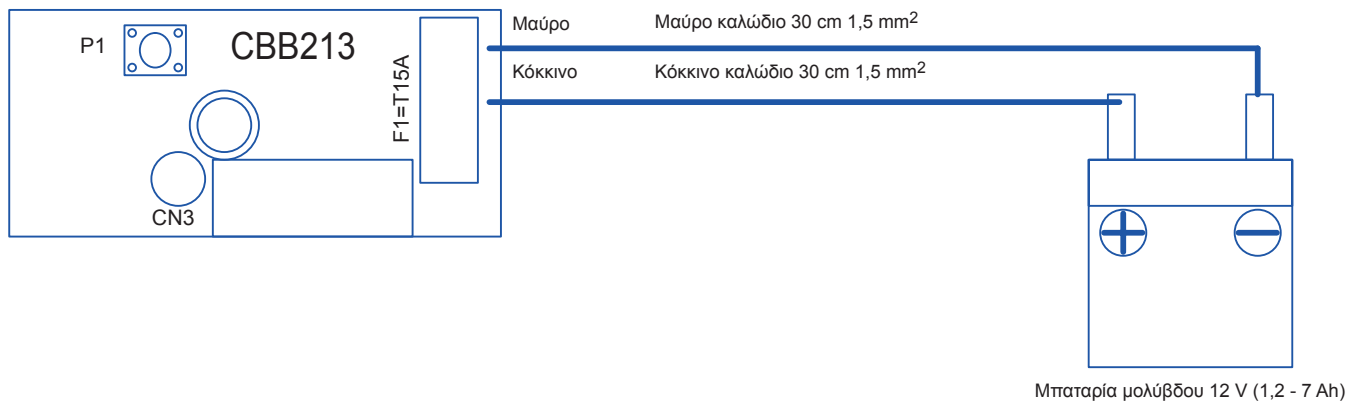 P1
CBB213
F1=T15A
CN3
Μαύρο
Μαύρο καλώδιο 30 cm 1,5 mm²
Κόκκινο
Κόκκινο καλώδιο 30 cm 1,5 mm²
Μπαταρία μολύβδου 12 V (1,2 - 7 Ah)